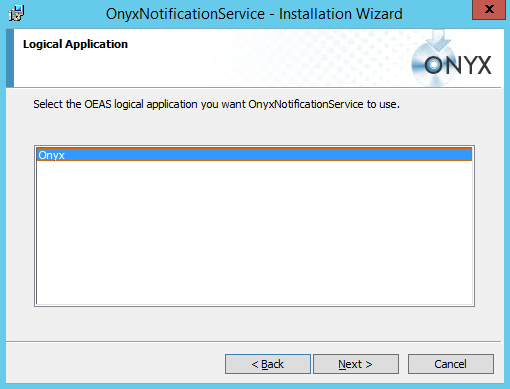 OnyxNotificationService - Installation Wizard
x
Logical Application
ONYX
Select the OEAS logical application you want OnyxNotificationService to use.
Onyx
< Back
Next >
Cancel